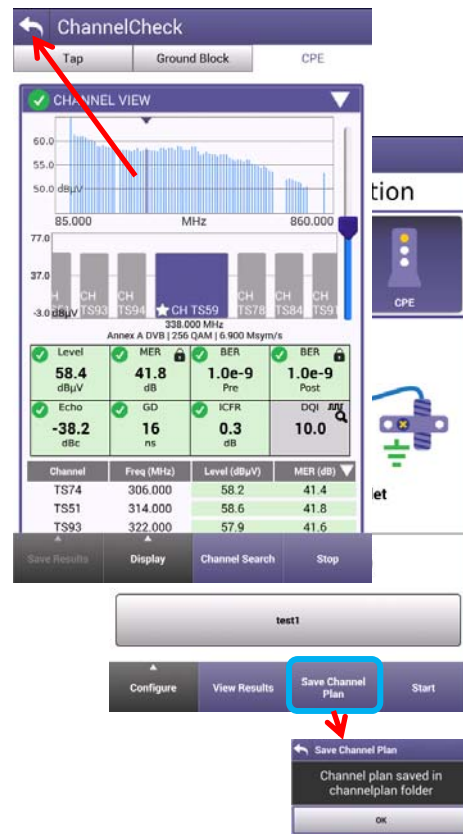 ChannelCheck
Tap Ground Block CPE
CHANNEL VIEW
60.0
55.0
50.0 dBµV
85.000 MHz 860.000
77.0
37.0
-3.0 dBµV
CH CH CH TS59 CH CH CH
TS93 TS94 TS78 TS84 TS91
338.000 MHz
Annex A DVB | 256 QAM | 6.900 Msym/s
Level MER BER BER
58.4 41.8 1.0e-9 1.0e-9
dBµV dB Pre Post
Echo GD ICFR DQI
-38.2 16 0.3 10.0
dBc ns dB
Channel Freq (MHz) Level (dBµV) MER (dB)
TS74 306.000 58.2 41.4
TS51 314.000 58.6 41.8
TS93 322.000 57.9 41.6
Save Results Display Channel Search Stop
tion
CPE
let
test1
Configure View Results Save Channel Plan Start
Save Channel Plan
Channel plan saved in
channelplan folder
OK